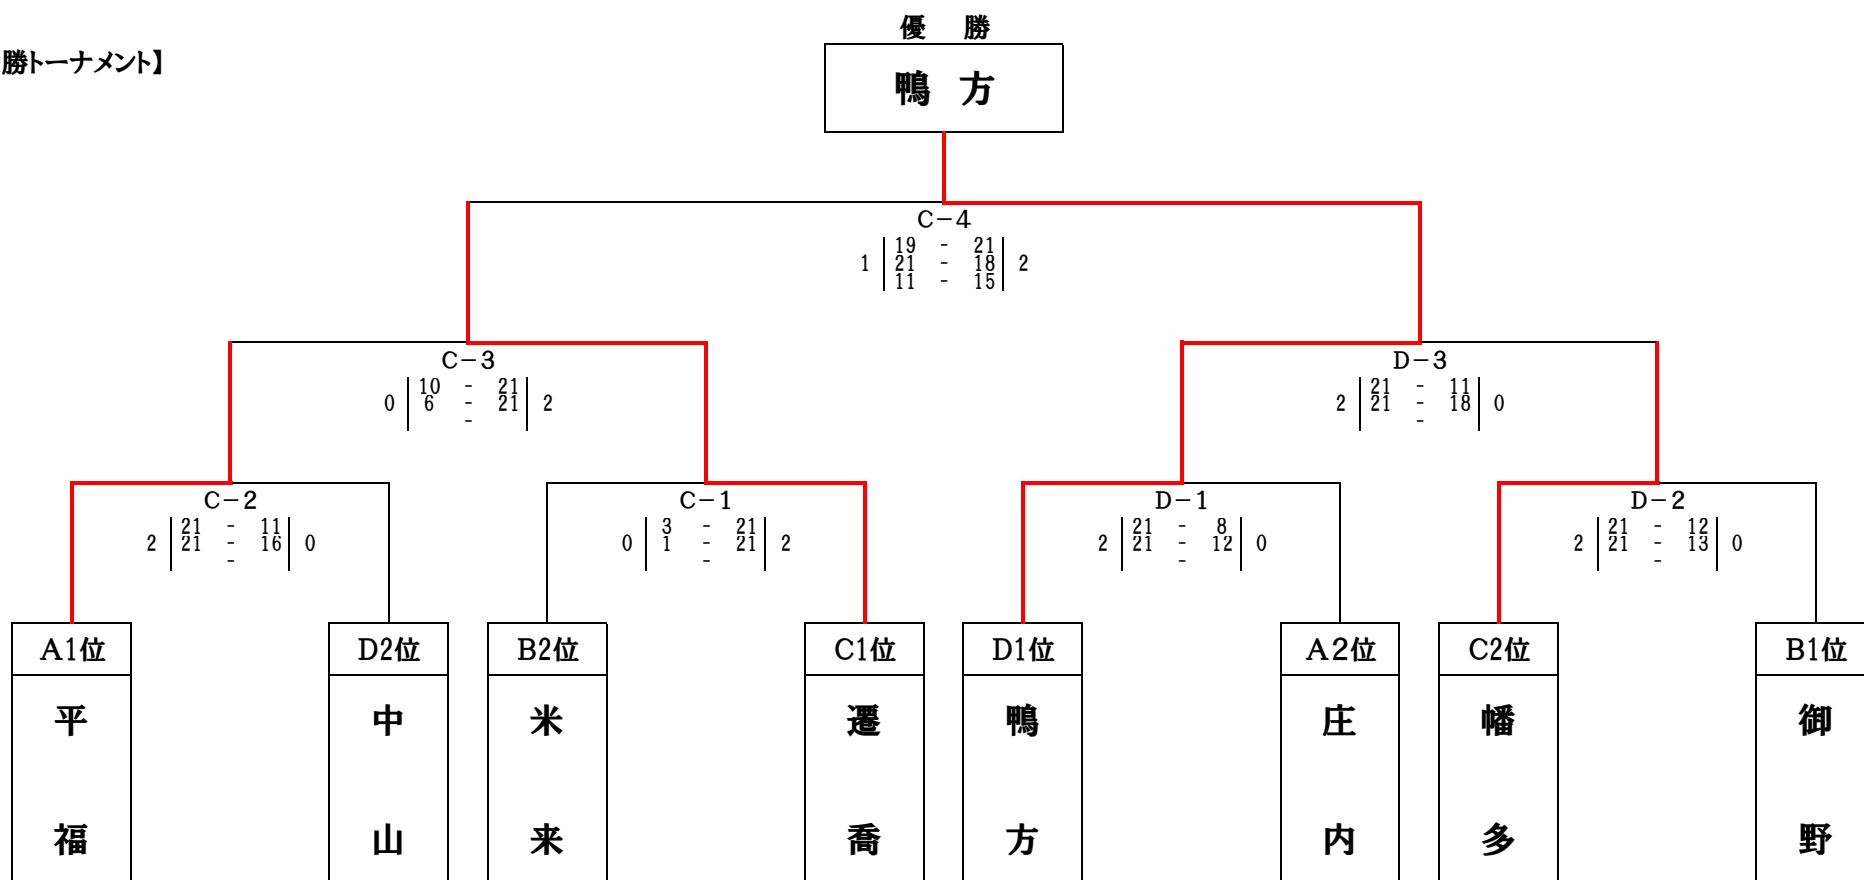 優 勝
勝トーナメント】
鴨 方
C-4
19 - 21
1 21 - 18 2
11 - 15
C-3 D-3
10 - 21 21 - 11
0 6 - 21 2 2 21 - 18 0
- -
C-2 C-1 D-1 D-2
21 - 11 3 - 21 21 - 8 21 - 12
2 21 - 16 0 0 1 - 21 2 2 21 - 12 0 2 21 - 13 0
- - - -
A1位 D2位 B2位 C1位 D1位 A2位 C2位 B1位
平福
中山
米来
遷喬
鴨方
庄内
幡多
御野